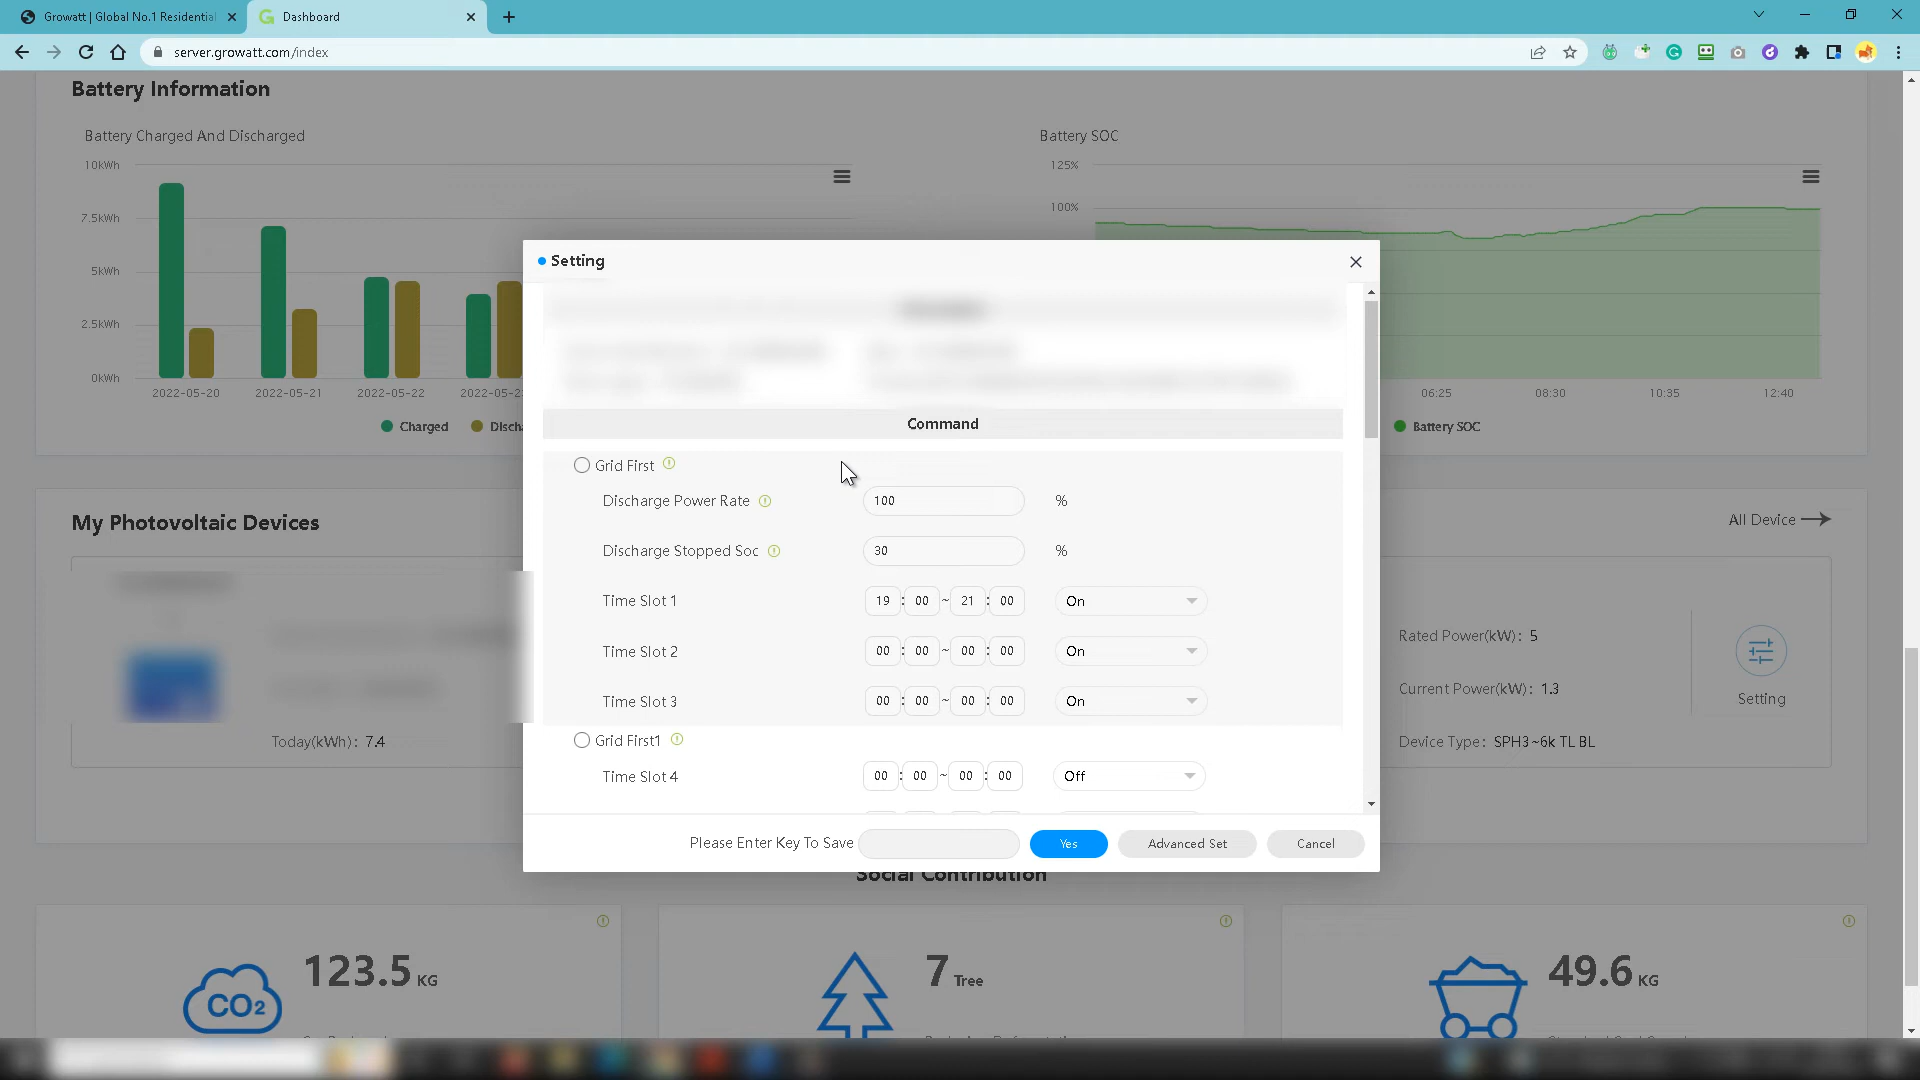 Growatt | Global No.1 Residential
Dashboard
server.growatt.com/index
Battery Information
Battery Charged And Discharged
Battery SOC
10kWh
7.5kWh
5kWh
2.5kWh
0kWh
2022-05-20
2022-05-21
2022-05-22
2022-05-2
Charged
Disch
125%
100%
06:25
08:30
10:35
12:40
Battery SOC
Setting
Command
Grid First
Discharge Power Rate
100
%
Discharge Stopped Soc
30
%
Time Slot 1
19 : 00 ~ 21 : 00
On
Time Slot 2
00 : 00 ~ 00 : 00
On
Time Slot 3
00 : 00 ~ 00 : 00
On
Grid First1
Time Slot 4
00 : 00 ~ 00 : 00
Off
Please Enter Key To Save
Yes
Advanced Set
Cancel
My Photovoltaic Devices
All Device
Today(kWh): 7.4
Rated Power(kW): 5
Current Power(kW): 1.3
Device Type: SPH3~6k TL BL
Setting
Social Contribution
CO2
123.5 KG
7 Tree
49.6 KG